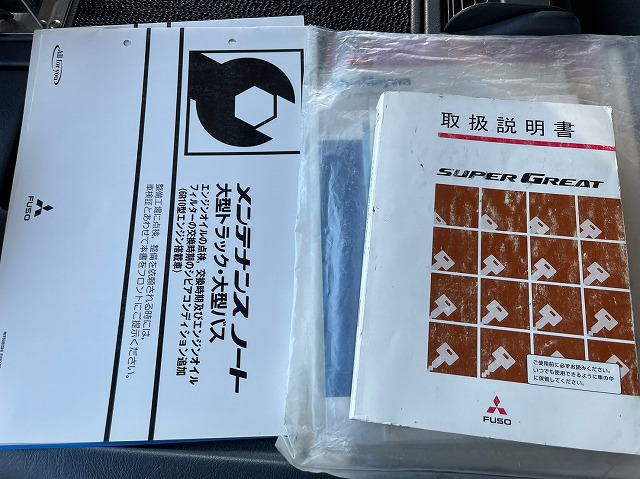 All for you
メンテナンス ノート
大型トラック・大型バス
エンジンオイルの点検、交換時期及びエンジンオイル
フィルターの交換時期のシビアコンディション追加
(6R10型エンジン搭載車)
整備工場に点検、整備を依頼される時には、
車検証とあわせて本書をフロントにご提示ください。
FUSO
取扱説明書
SUPER GREAT
ご使用前に必ずお読みください。
いつでも使用できるように車の中
に保管してください。
FUSO